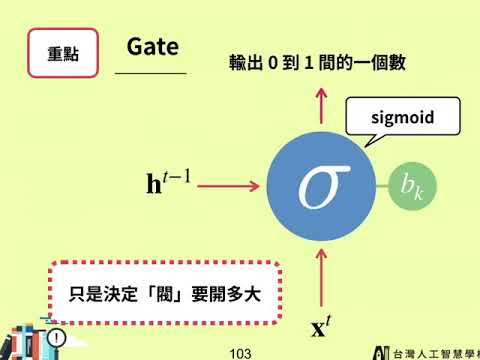 重點
Gate
輸出 0 到 1 間的一個數
sigmoid
h^{t−1}
σ
b_k
只是決定「閥」要開多大
x^t
103
台灣人工智慧學校